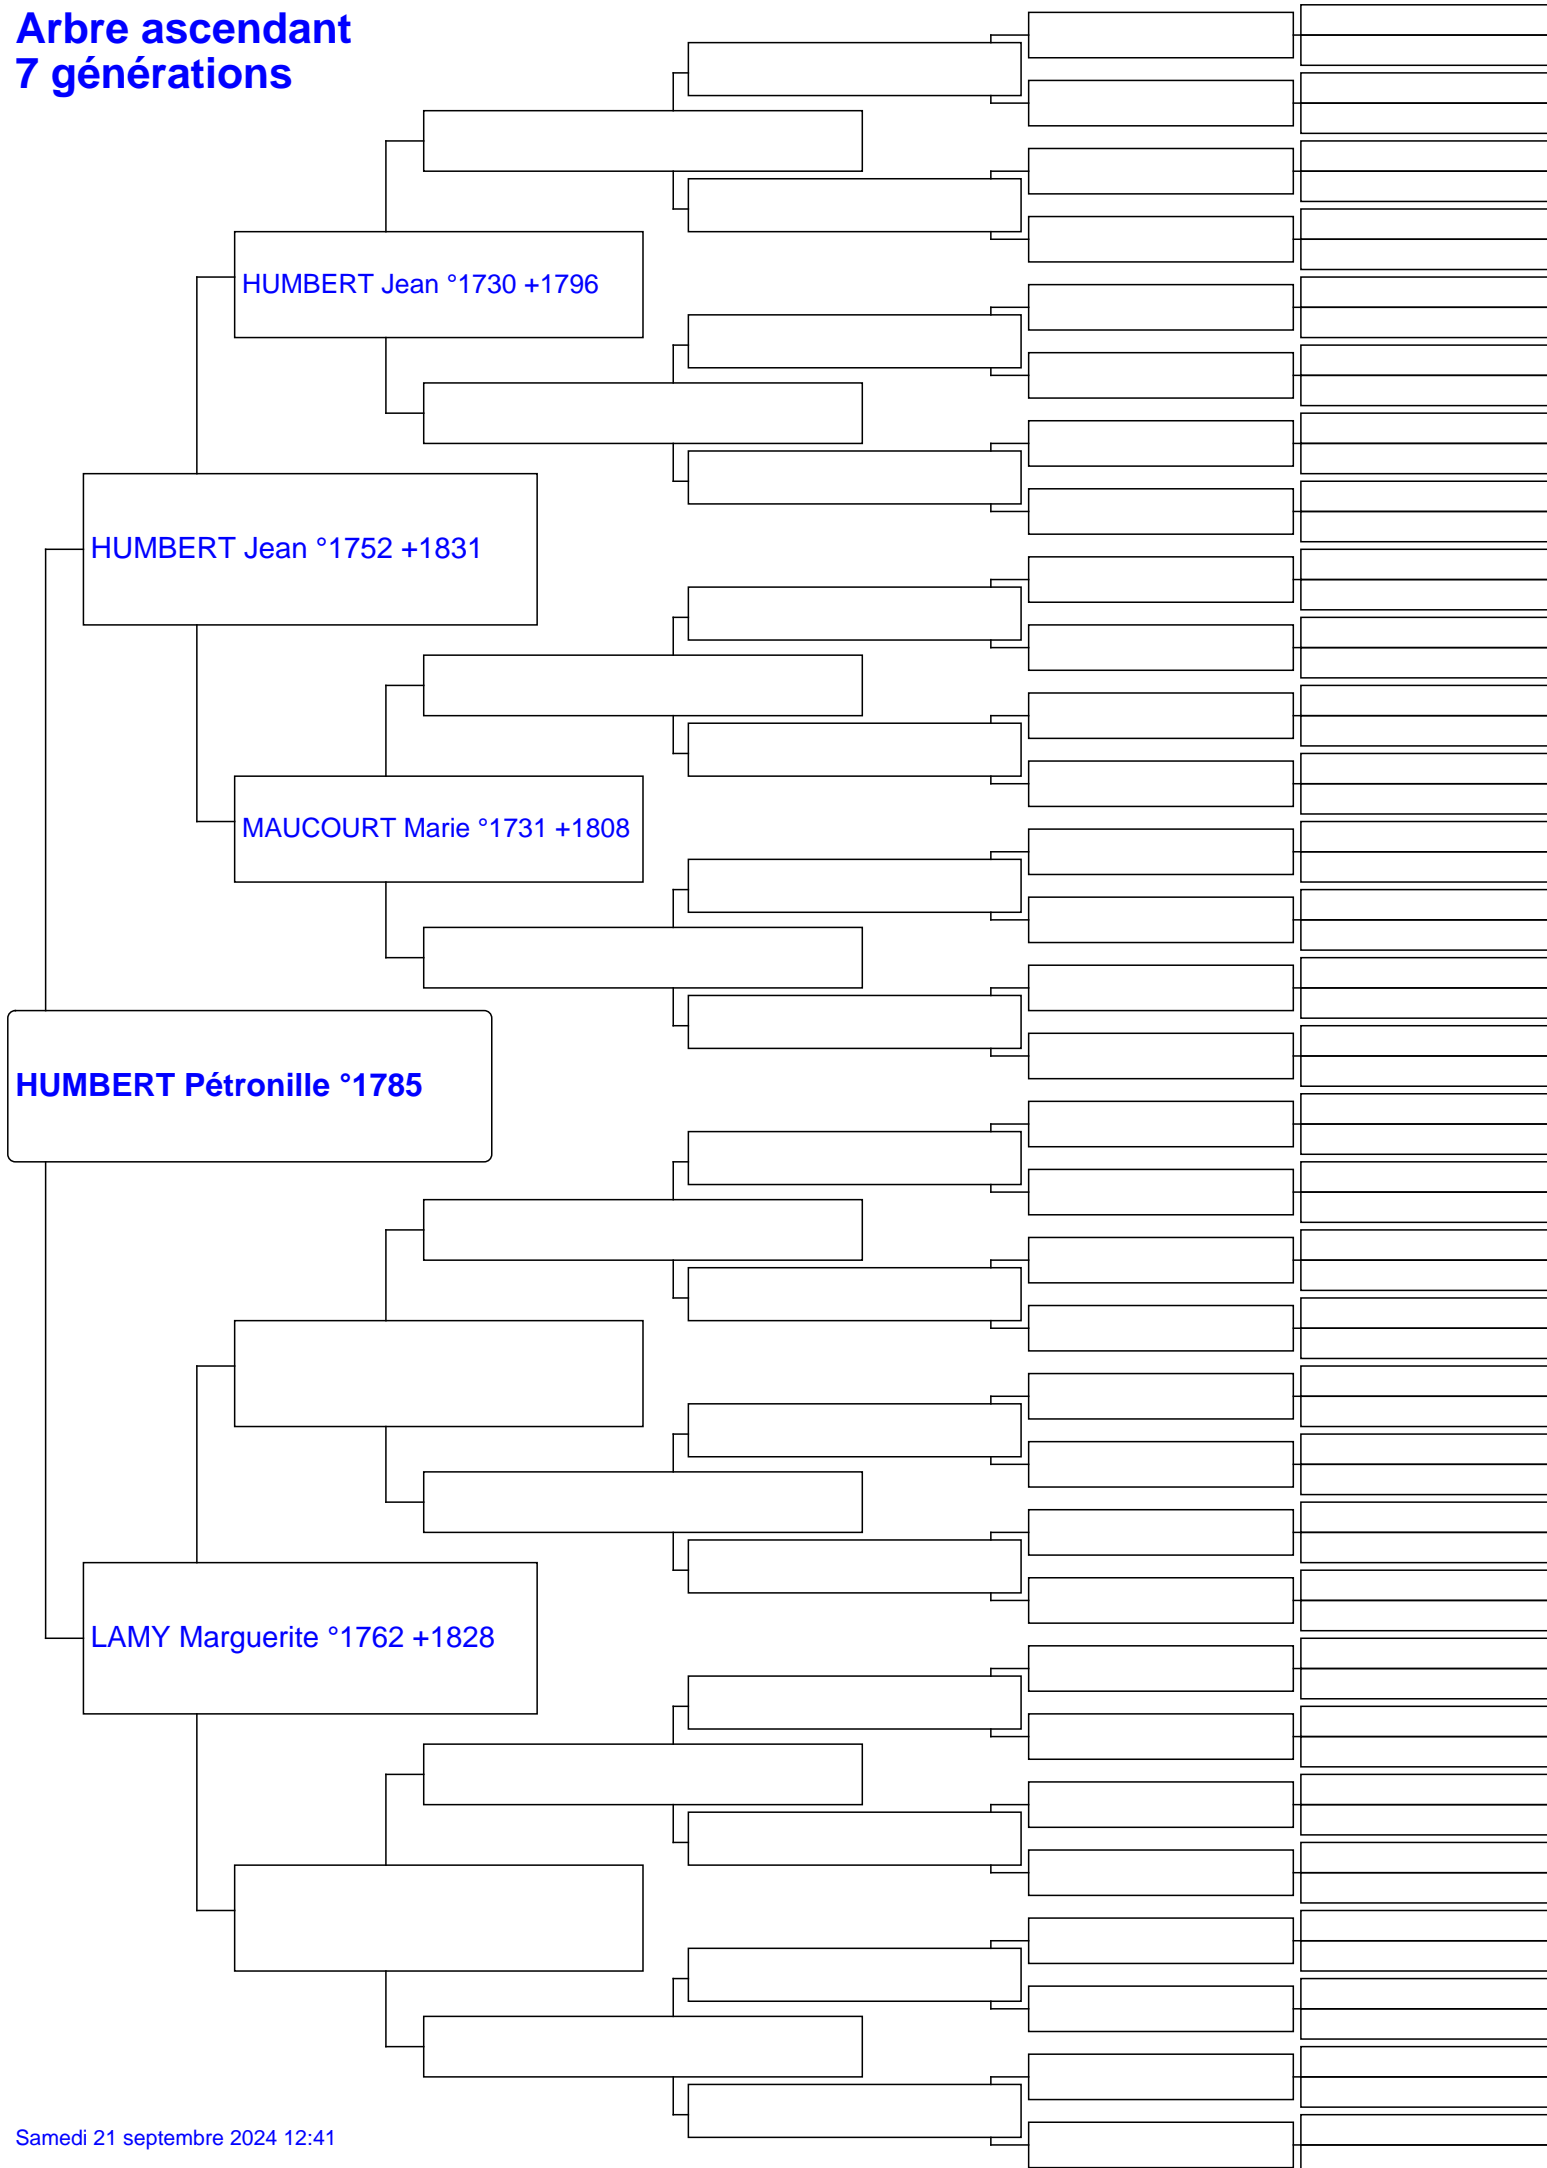 Arbre ascendant
7 générations
HUMBERT Jean °1730 +1796
HUMBERT Jean °1752 +1831
MAUCOURT Marie °1731 +1808
HUMBERT Pétronille °1785
LAMY Marguerite °1762 +1828
Samedi 21 septembre 2024 12:41